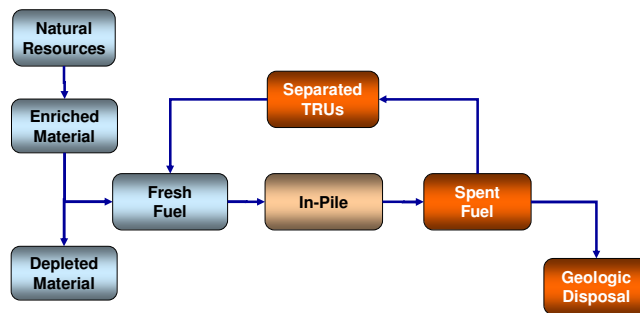 Natural
Resources
Separated
TRUs
Enriched
Material
Fresh
Fuel
In-Pile
Spent
Fuel
Depleted
Material
Geologic
Disposal